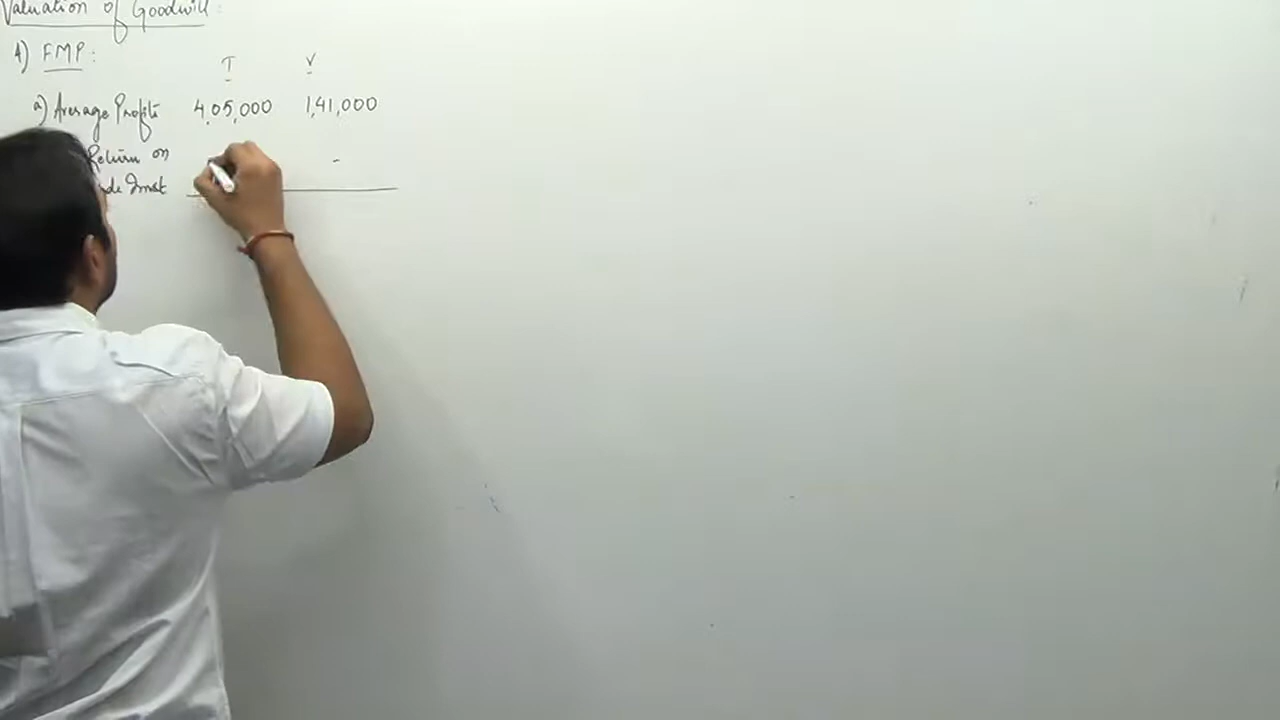 Valuation of Goodwill:
1) FMP:
T V
a) Average Profits 4,05,000 1,41,000
Return on -